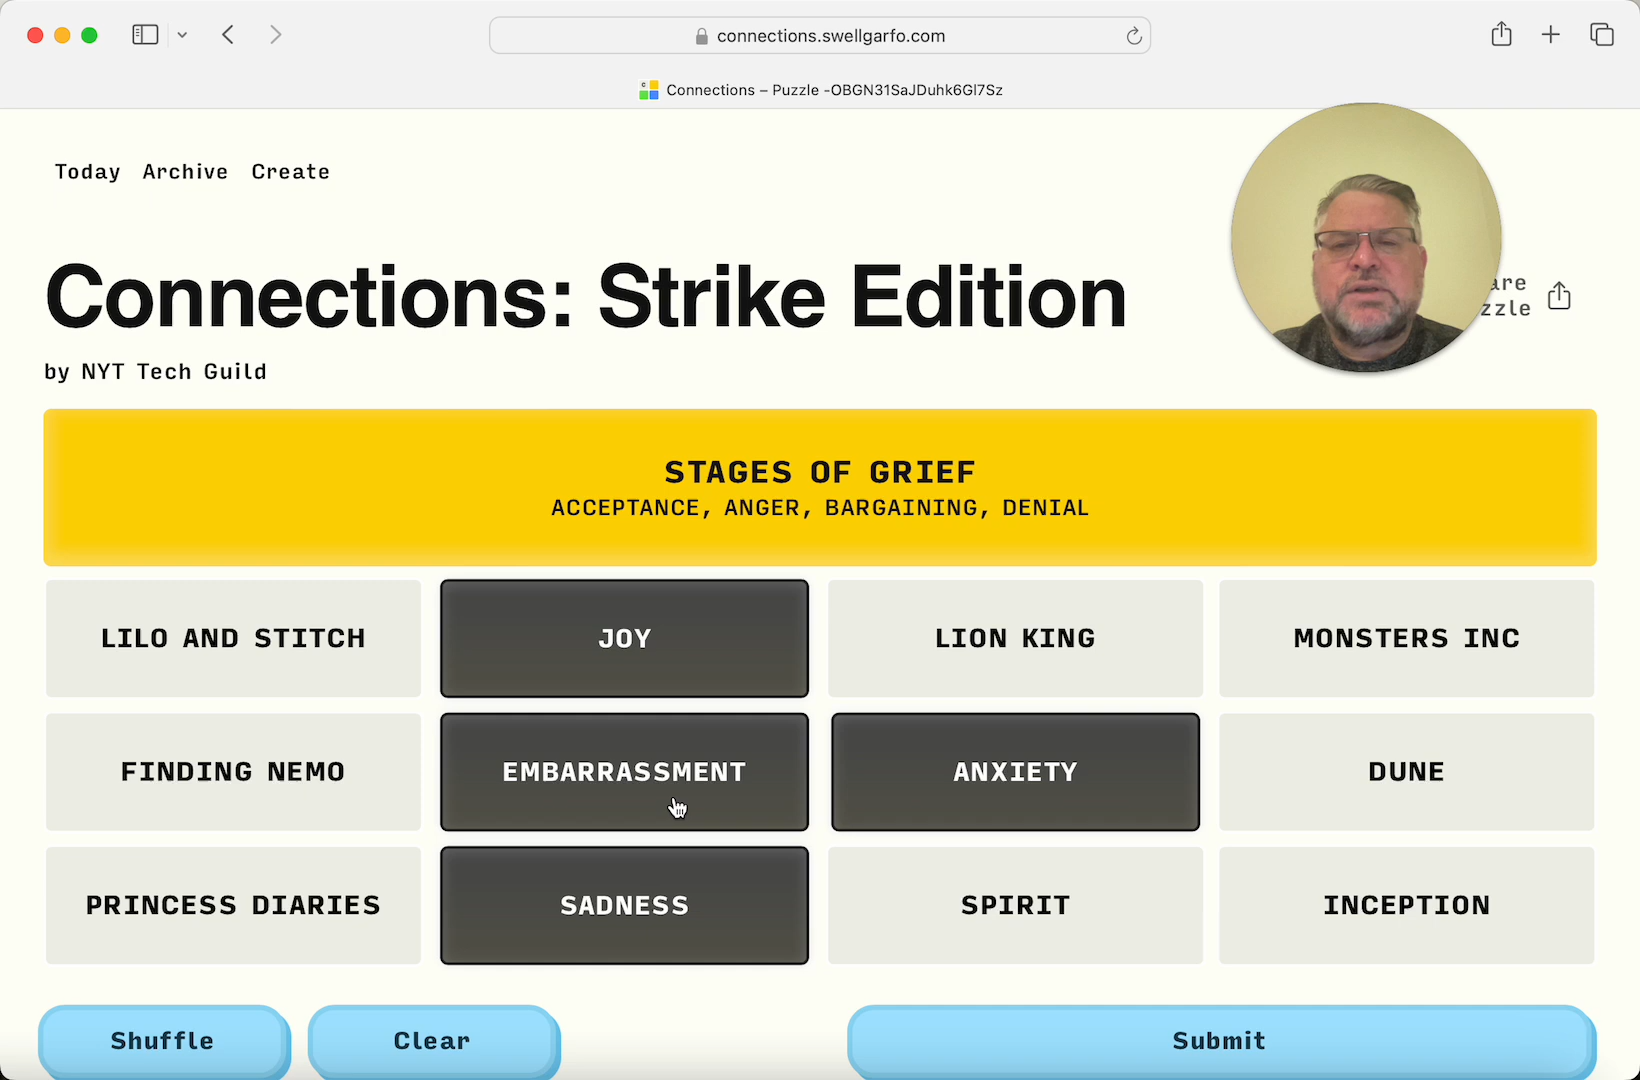 connections.swellgarfo.com
Connections – Puzzle -OBGN31SaJDuhk6Gl7Sz
Today Archive Create
Connections: Strike Edition
are
zzle
by NYT Tech Guild
STAGES OF GRIEF
ACCEPTANCE, ANGER, BARGAINING, DENIAL
LILO AND STITCH JOY LION KING MONSTERS INC
FINDING NEMO EMBARRASSMENT ANXIETY DUNE
PRINCESS DIARIES SADNESS SPIRIT INCEPTION
Shuffle Clear Submit